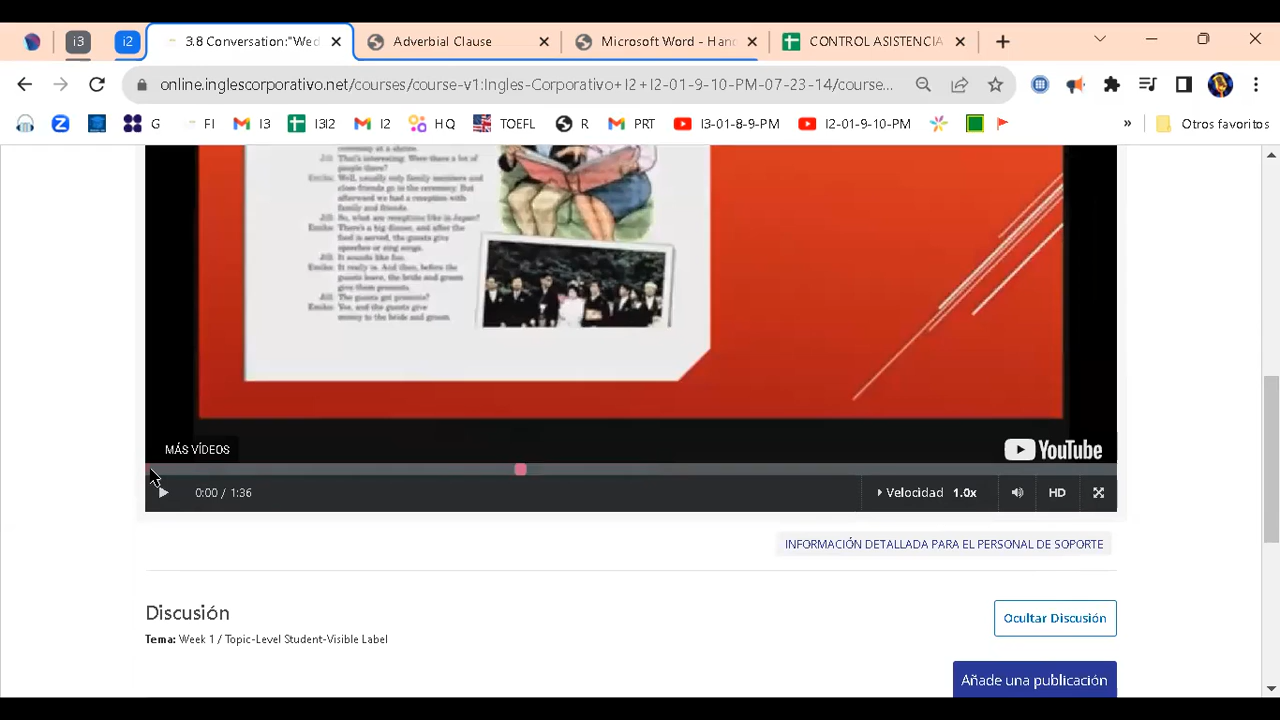 i3
i2
3.8 Conversation:"Wed
Adverbial Clause
Microsoft Word - Hand
CONTROL ASISTENCIA
online.inglescorporativo.net/courses/course-v1:Ingles-Corporativo+I2+I2-01-9-10-PM-07-23-14/course...
G
FI
I3
I3I2
I2
HQ
TOEFL
R
PRT
I3-01-8-9-PM
I2-01-9-10-PM
»
Otros favoritos
ceremony at a shrine.
Jill: That's interesting. Were there a lot of
people there?
Emiko: Well, usually only family members and
close friends go to the ceremony. But
afterward we had a reception with
family and friends.
Jill: So, what are receptions like in Japan?
Emiko: There's a big dinner, and after the
food is served, the guests give
speeches or sing songs.
Jill: It sounds like fun.
Emiko: It really is. And then, before the
guests leave, the bride and groom
give them presents.
Jill: The guests get presents?
Emiko: Yes, and the guests give
money to the bride and groom.
MÁS VÍDEOS
YouTube
0:00 / 1:36
Velocidad 1.0x
HD
INFORMACIÓN DETALLADA PARA EL PERSONAL DE SOPORTE
Discusión
Ocultar Discusión
Tema: Week 1 / Topic-Level Student-Visible Label
Añade una publicación